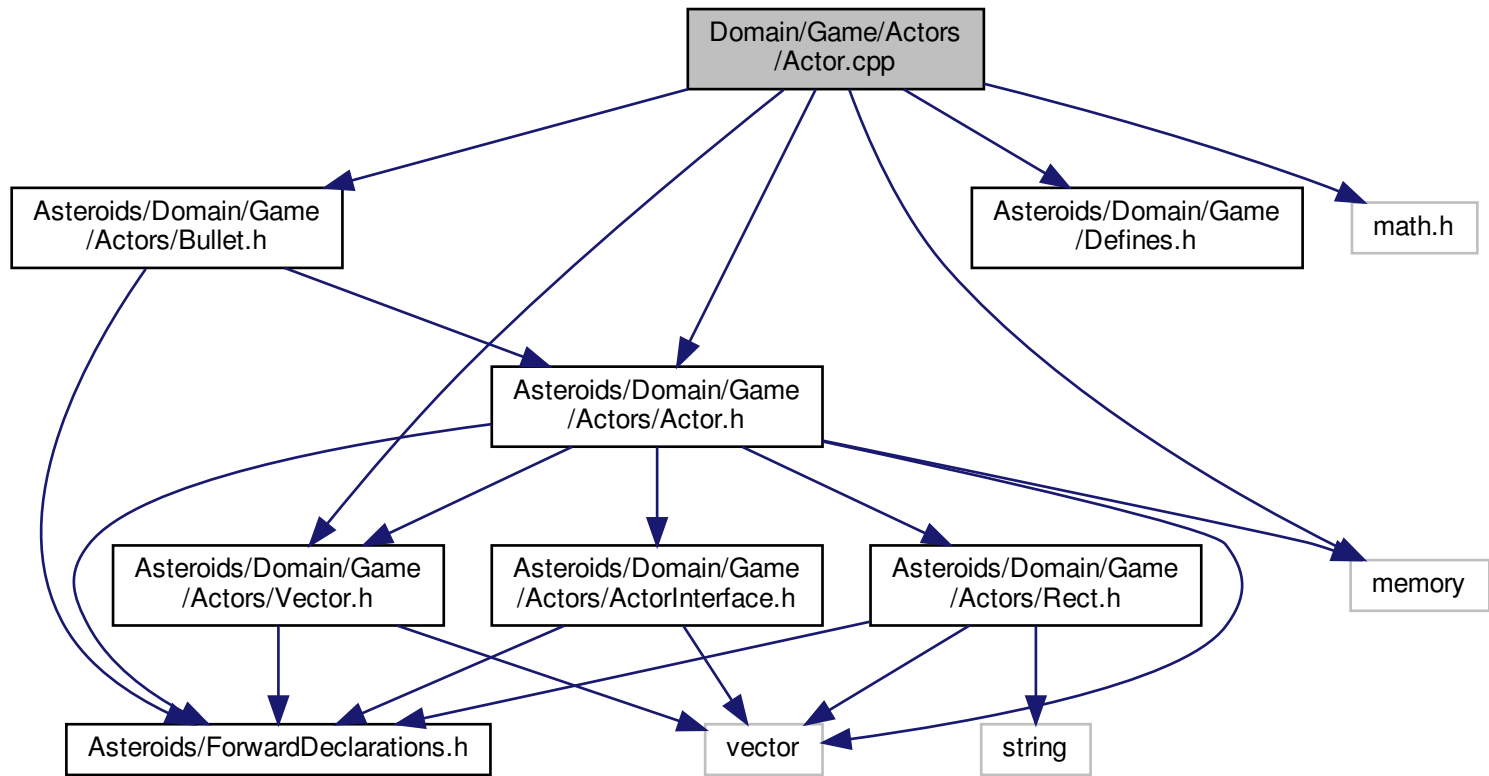 Domain/Game/Actors
/Actor.cpp
Asteroids/Domain/Game
/Actors/Bullet.h
Asteroids/Domain/Game
/Defines.h
math.h
Asteroids/Domain/Game
/Actors/Actor.h
Asteroids/Domain/Game
/Actors/Vector.h
Asteroids/Domain/Game
/Actors/ActorInterface.h
Asteroids/Domain/Game
/Actors/Rect.h
memory
Asteroids/ForwardDeclarations.h
vector
string